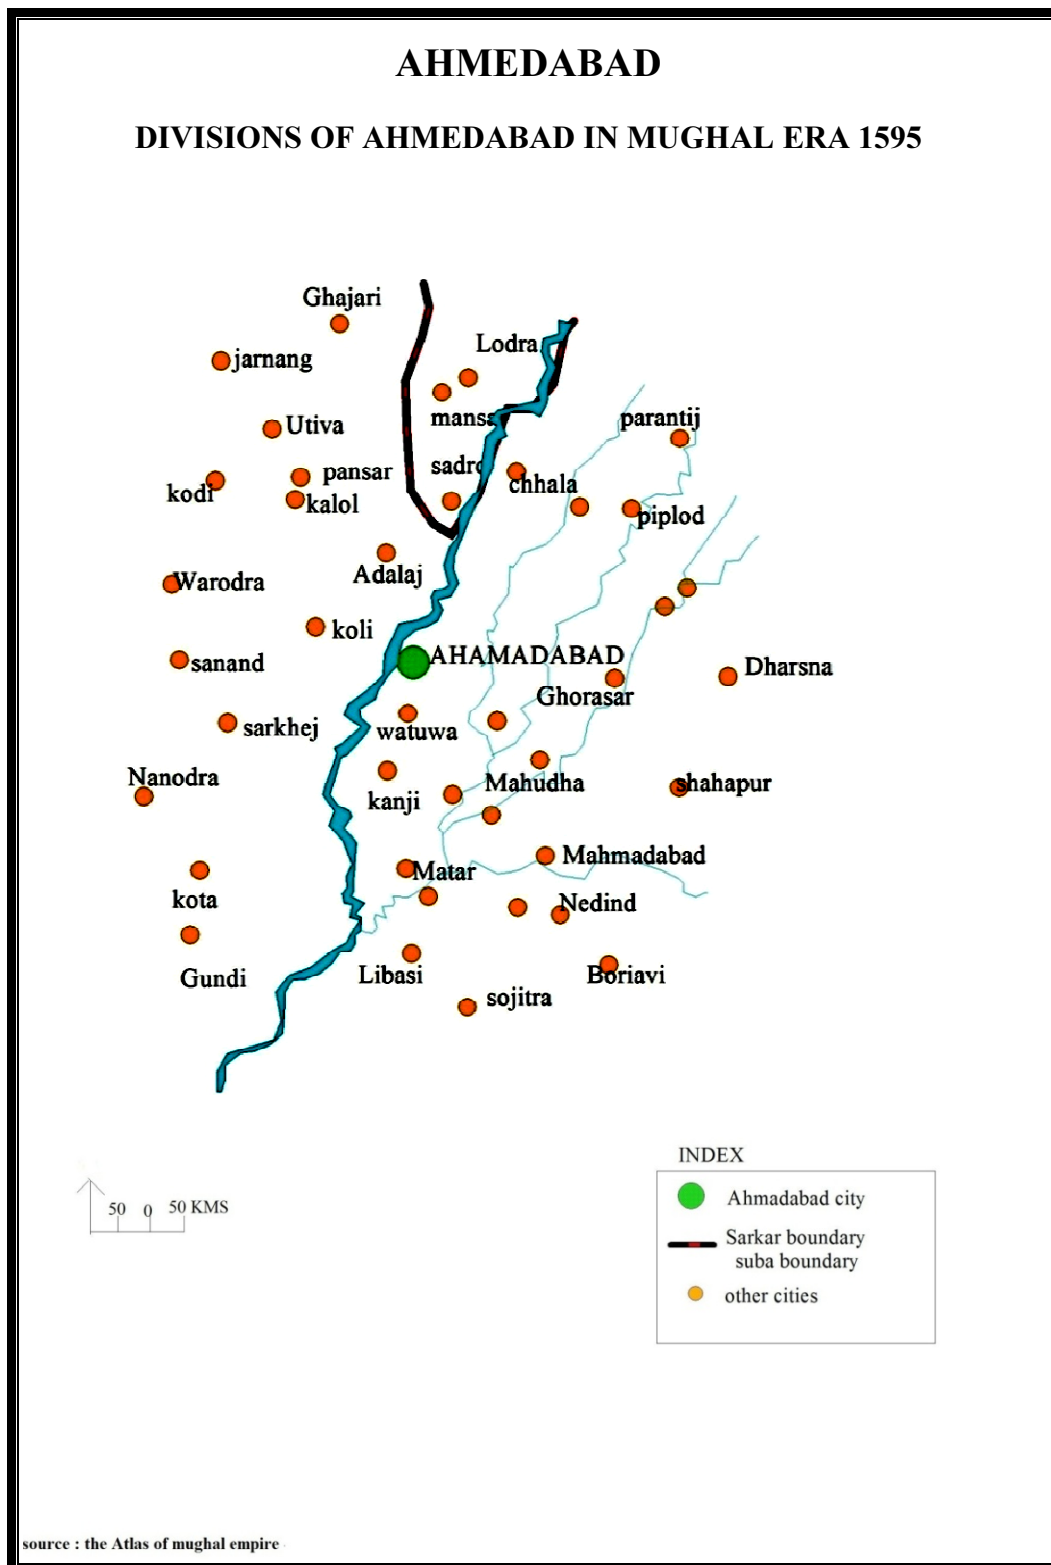 AHMEDABAD
DIVISIONS OF AHMEDABAD IN MUGHAL ERA 1595
Ghajari
Lodra
jarnang
mansa
parantij
Utiva
sadro
pansar
chhala
kodi
kalol
piplod
Adalaj
Warodra
koli
AHAMADABAD
sanand
Dharsna
Ghorasar
sarkhej
watuwa
Nanodra
Mahudha
shahapur
kanji
Mahmadabad
Matar
kota
Nedind
Gundi
Libasi
Boriavi
sojitra
INDEX
Ahmadabad city
50 0 50 KMS
Sarkar boundary
suba boundary
other cities
source : the Atlas of mughal empire